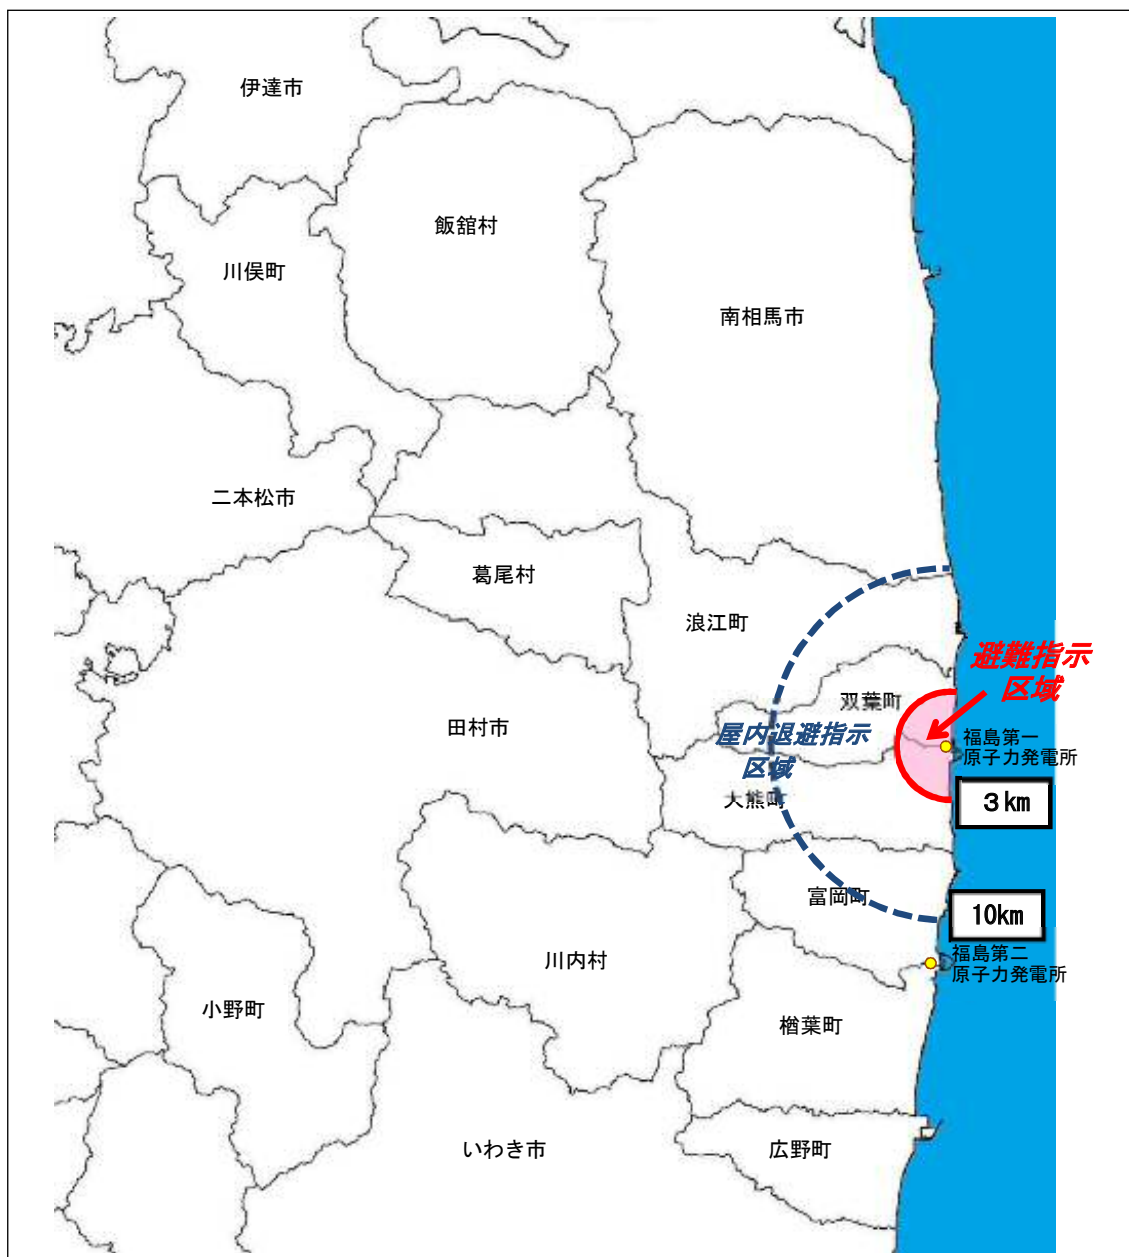 伊達市
飯舘村
川俣町
南相馬市
二本松市
葛尾村
浪江町
避難指示
区域
双葉町
田村市
屋内退避指示
区域
福島第一
原子力発電所
大熊町
3km
富岡町
10km
川内村
福島第二
原子力発電所
小野町
楢葉町
いわき市
広野町